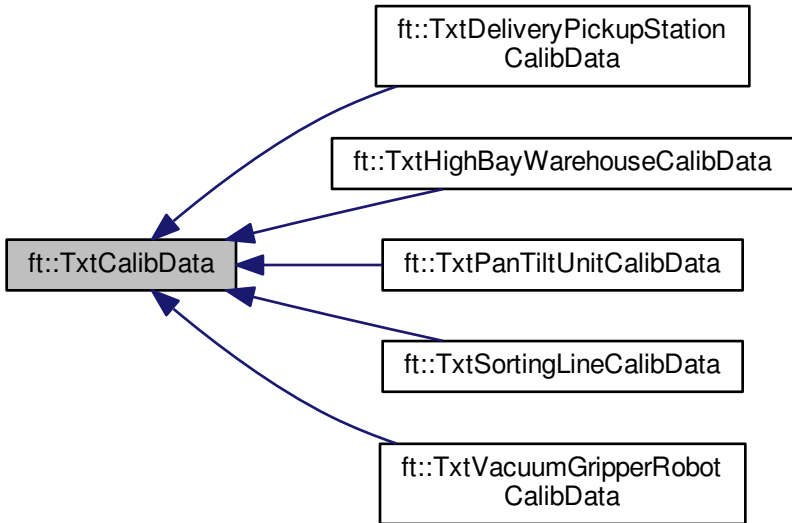 ft::TxtDeliveryPickupStation
CalibData
ft::TxtHighBayWarehouseCalibData
ft::TxtCalibData
ft::TxtPanTiltUnitCalibData
ft::TxtSortingLineCalibData
ft::TxtVacuumGripperRobot
CalibData